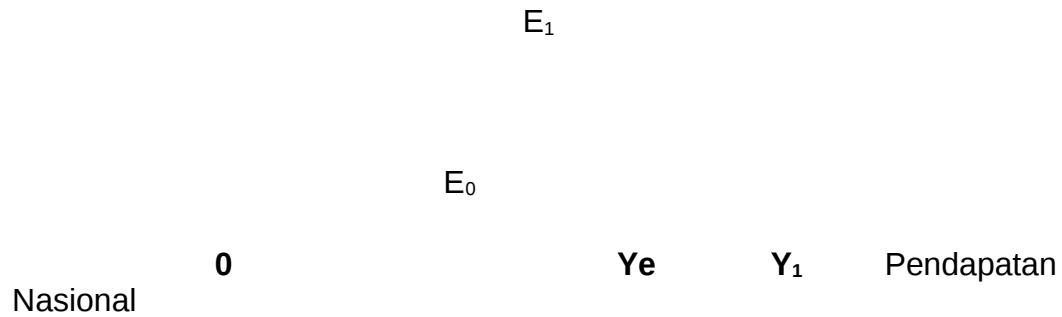 E₁
E₀
0 Ye Y₁ Pendapatan
Nasional